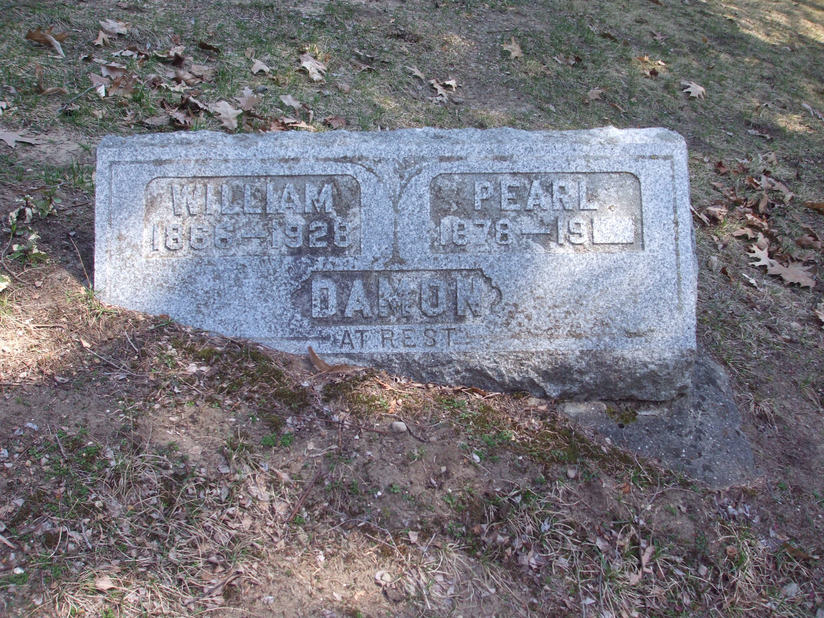 WILLIAM
1866-1928
PEARL
1878-19
DAMON
AT REST